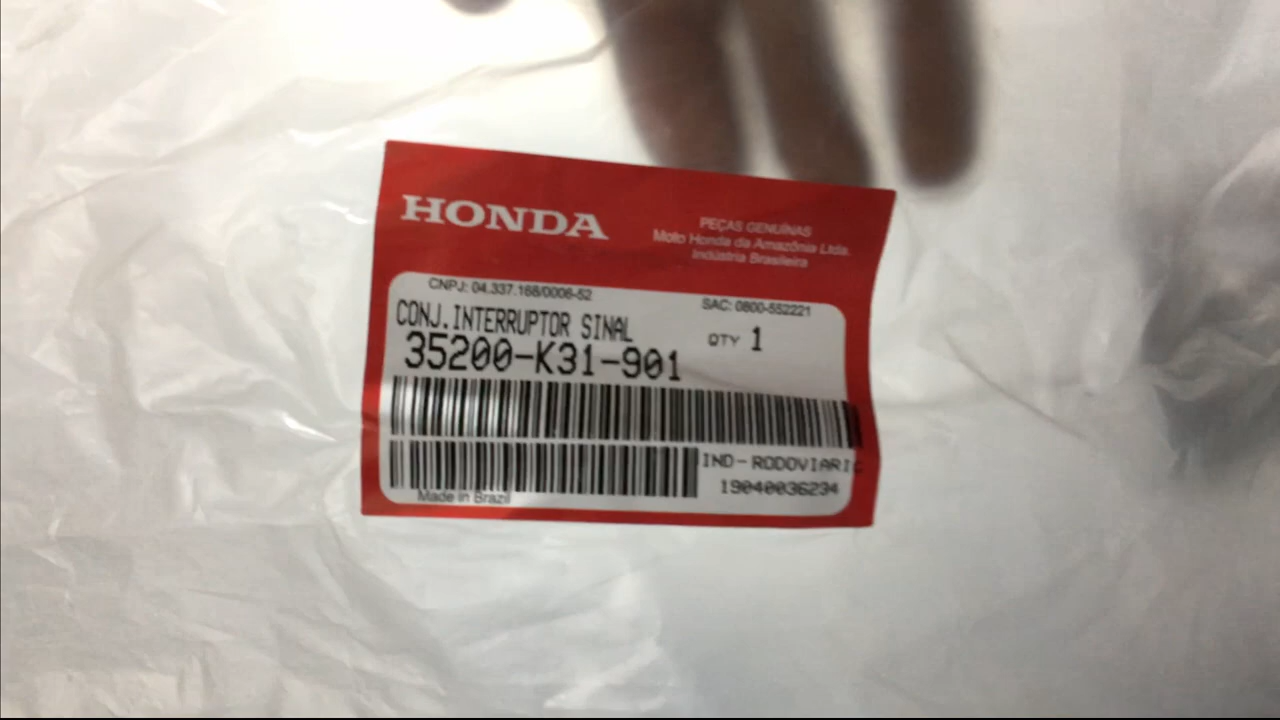 HONDA
PEÇAS GENUÍNAS
Moto Honda da Amazônia Ltda.
Indústria Brasileira
CNPJ: 04.337.168/0006-52
SAC: 0800-552221
CONJ.INTERRUPTOR SINAL
QTY 1
35200-K31-901
IND-RODOVIARIO
19040036234
Made in Brazil